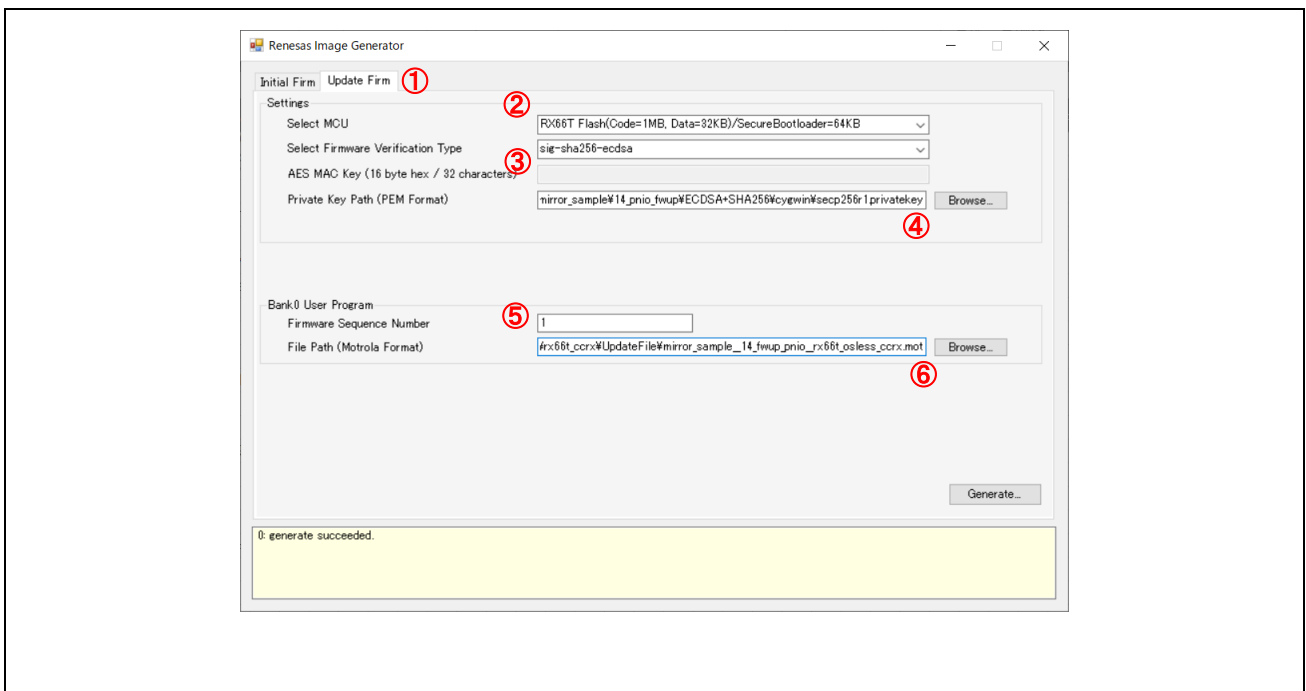 Renesas Image Generator
Initial Firm Update Firm ①
Settings ②
Select MCU RX66T Flash(Code=1MB, Data=32KB)/SecureBootloader=64KB
Select Firmware Verification Type sig-sha256-ecdsa
③
AES MAC Key (16 byte hex / 32 characters)
Private Key Path (PEM Format) mirror_sample¥14_pnio_fwup¥ECDSA+SHA256¥cygwin¥secp256r1.privatekey Browse...
④
Bank0 User Program
Firmware Sequence Number ⑤ 1
File Path (Motrola Format) ¥rx66t_ccrx¥UpdateFile¥mirror_sample__14_fwup_pnio_rx66t_osless_ccrx.mot Browse...
⑥
Generate...
0: generate succeeded.